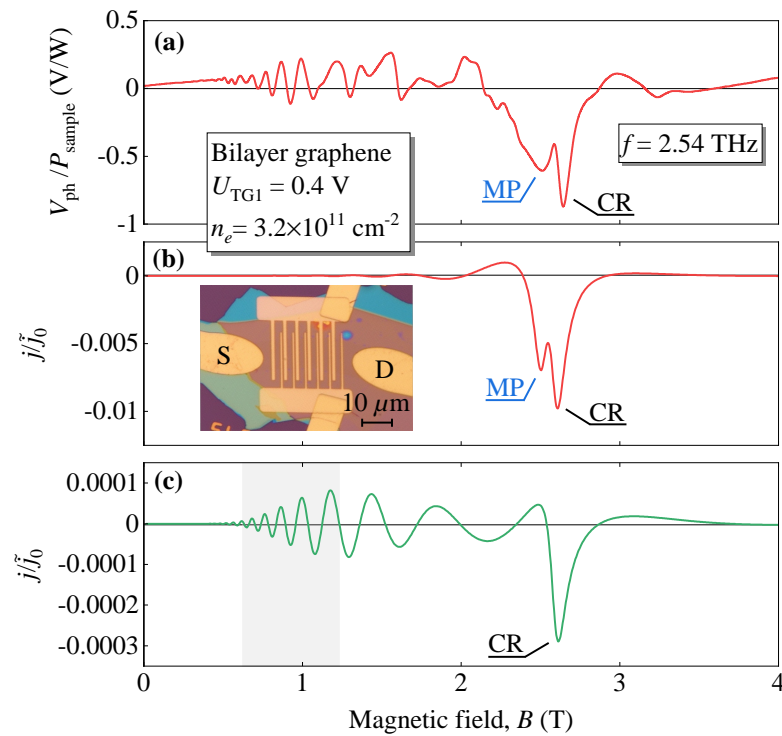 (a)
0.5
0
-0.5
-1
V_ph / P_sample (V/W)
Bilayer graphene
U_TG1 = 0.4 V
n_e = 3.2×10^11 cm^-2
f = 2.54 THz
MP
CR
(b)
0
-0.005
-0.01
j/j̃_0
S
D
10 μm
MP
CR
(c)
0.0001
0
-0.0001
-0.0002
-0.0003
j/j̃_0
CR
0 1 2 3 4
Magnetic field, B (T)